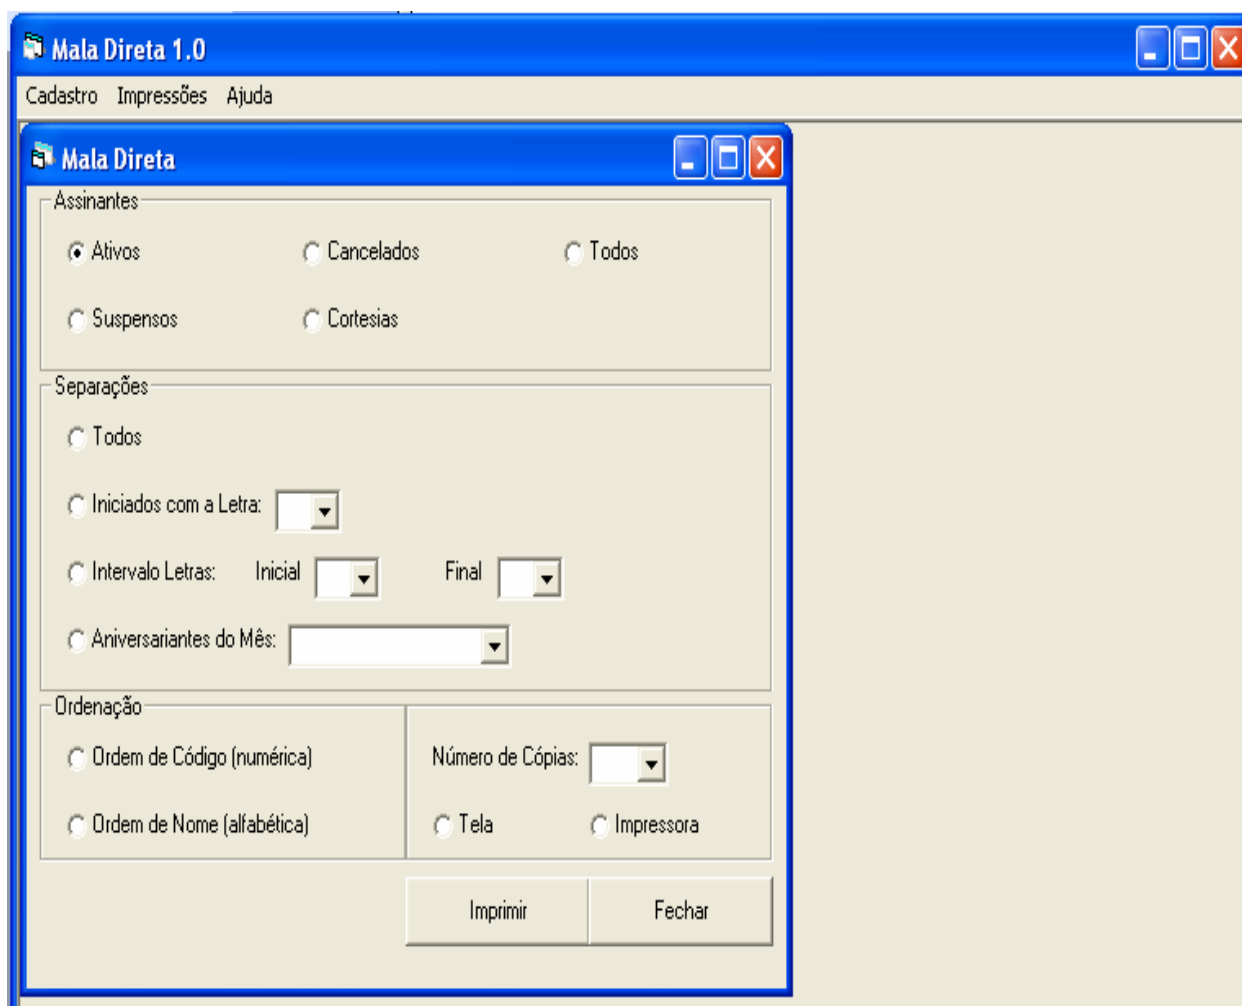 Mala Direta 1.0
Cadastro Impressões Ajuda
Mala Direta
Assinantes
Ativos Cancelados Todos
Suspensos Cortesias
Separações
Todos
Iniciados com a Letra:
Intervalo Letras: Inicial Final
Aniversariantes do Mês:
Ordenação
Ordem de Código (numérica) Número de Cópias:
Ordem de Nome (alfabética) Tela Impressora
Imprimir Fechar